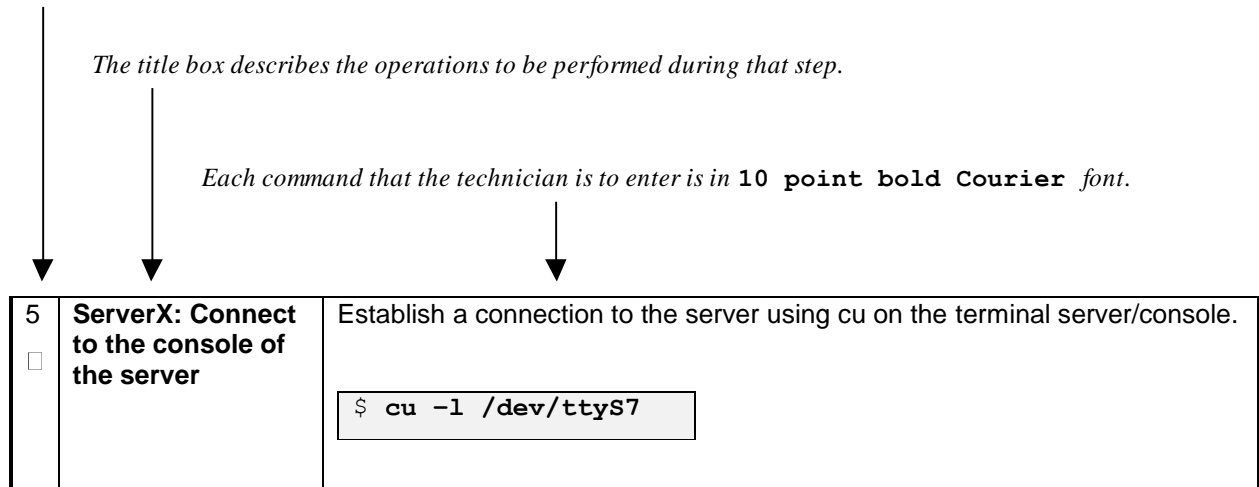 The title box describes the operations to be performed during that step.
Each command that the technician is to enter is in 10 point bold Courier font.
5
ServerX: Connect
to the console of
the server
Establish a connection to the server using cu on the terminal server/console.
$ cu –l /dev/ttyS7